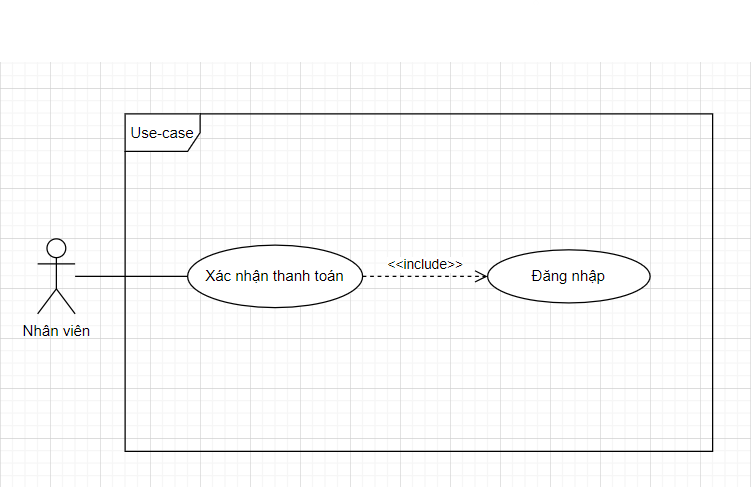 Use-case
Xác nhận thanh toán
<<include>>
Đăng nhập
Nhân viên